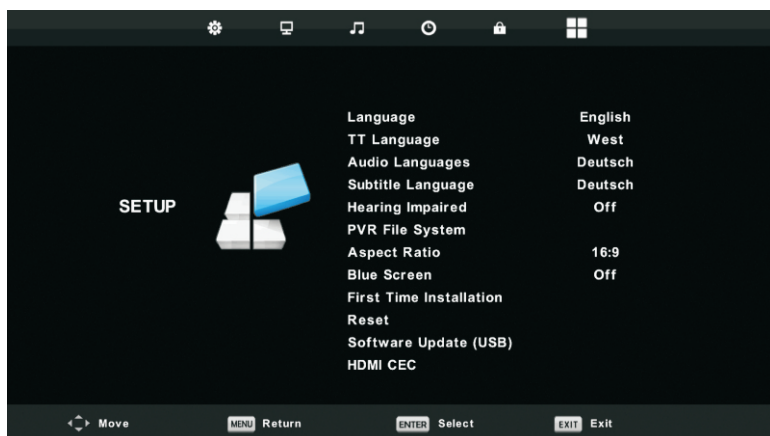 Language English
TT Language West
Audio Languages Deutsch
Subtitle Language Deutsch
SETUP
Hearing Impaired Off
PVR File System
Aspect Ratio 16:9
Blue Screen Off
First Time Installation
Reset
Software Update (USB)
HDMI CEC
Move MENU Return ENTER Select EXIT Exit